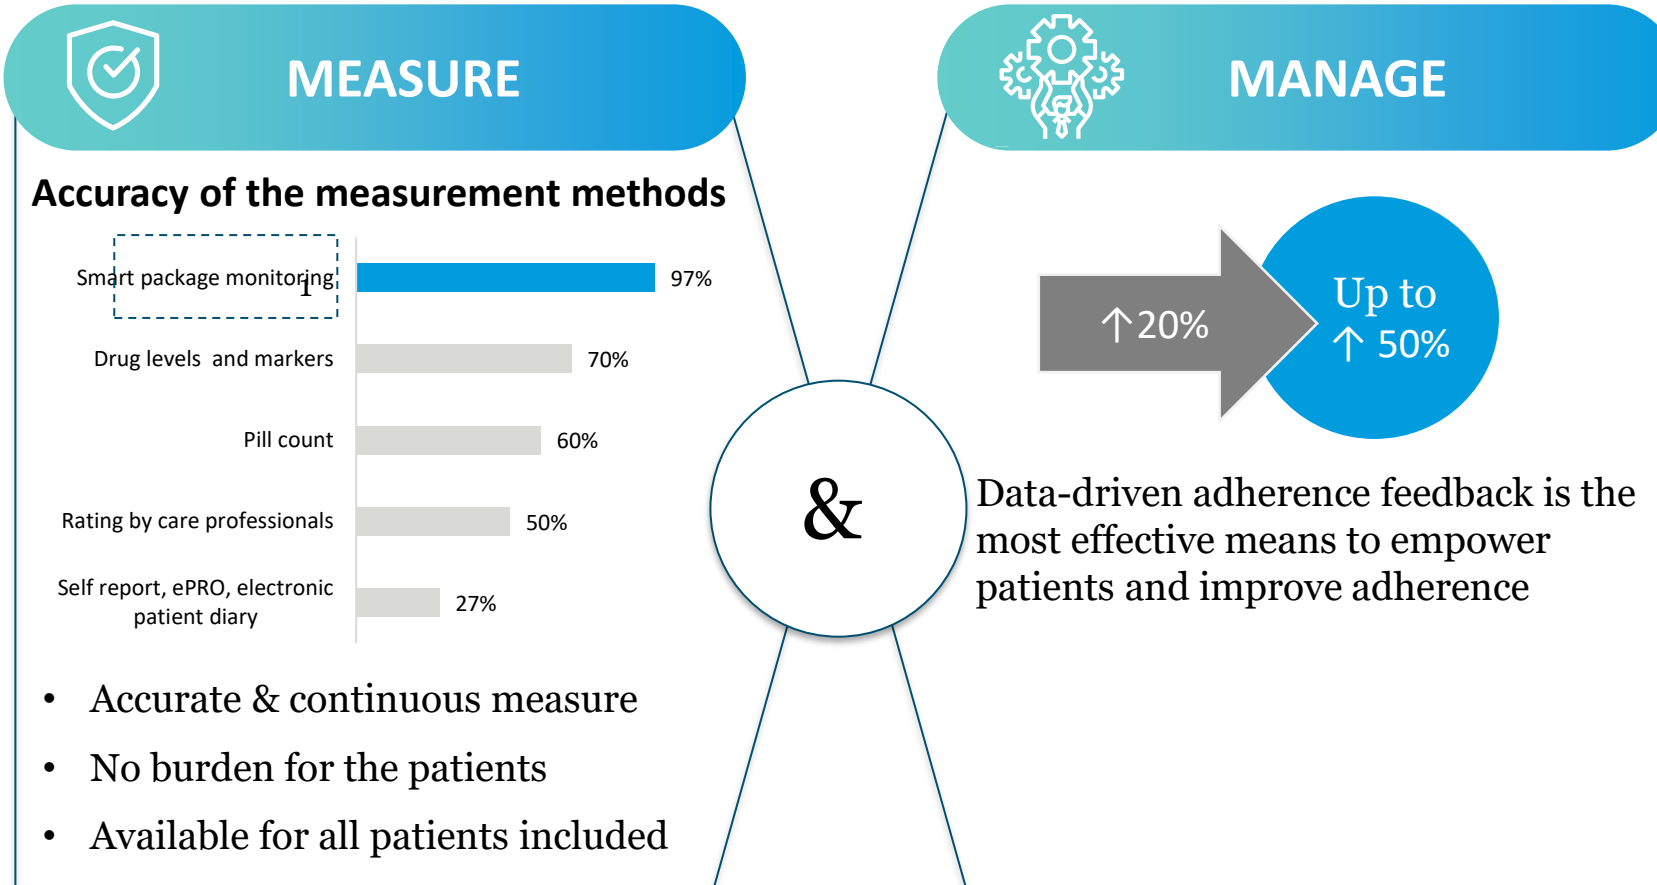 MEASURE
Accuracy of the measurement methods
Smart package monitoring
1
97%
Drug levels and markers
70%
Pill count
60%
Rating by care professionals
50%
Self report, ePRO, electronic
patient diary
27%
• Accurate & continuous measure
• No burden for the patients
• Available for all patients included
&
MANAGE
↑20%
Up to
↑ 50%
Data-driven adherence feedback is the
most effective means to empower
patients and improve adherence